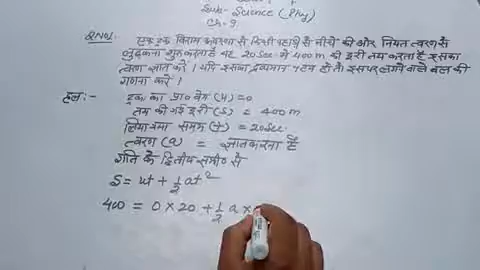 Sub- Science (Phy)
Ch-9
QNo1. एक ट्रक विराम अवस्था से किसी पहाड़ी से नीचे की ओर नियत त्वरण से
लुढ़कना शुरू करता है यह 20 sec में 400 m की दूरी तय करता है इसका
त्वरण ज्ञात करें। यदि इसका द्रव्यमान 7 टन हो तो इस पर लगने वाले बल की
गणना करें।
हल:- ट्रक का प्रा० वेग (u) = 0
तय की गई दूरी (s) = 400 m
लिया गया समय (t) = 20 Sec
त्वरण (a) = ज्ञात करना है
गति के द्वितीय समी० से
S = ut + 1/2 at²
400 = 0 × 20 + 1/2 a ×